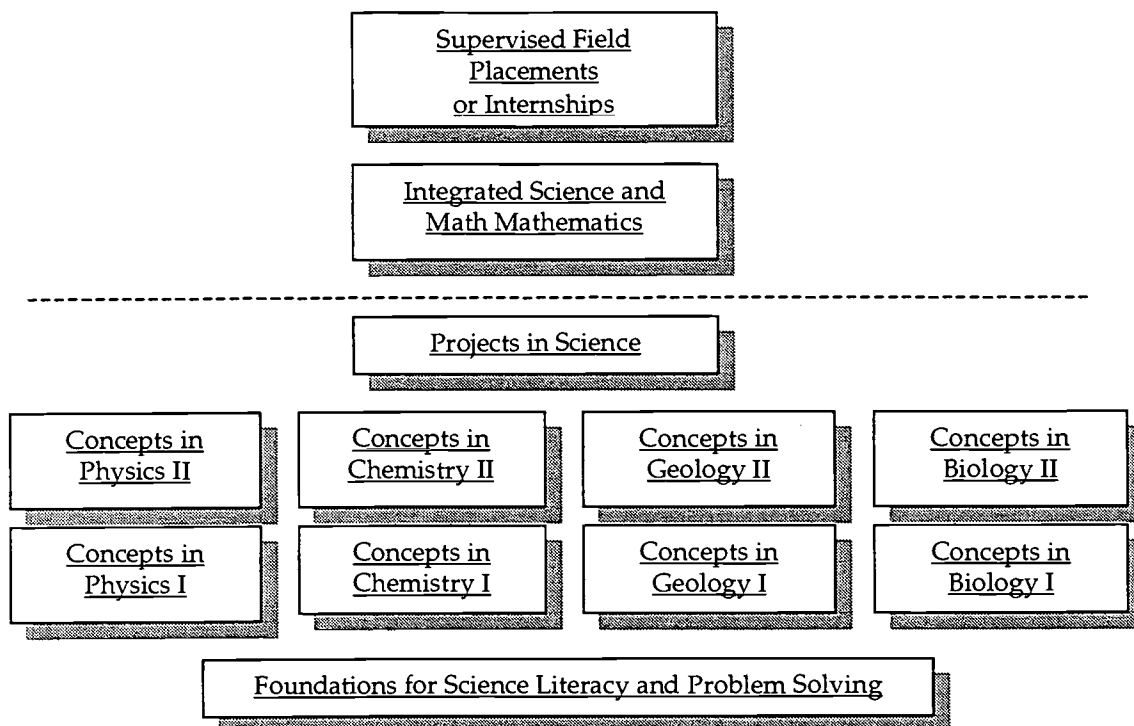 Supervised Field
Placements
or Internships
Integrated Science and
Math Mathematics
Projects in Science
Concepts in
Physics II
Concepts in
Chemistry II
Concepts in
Geology II
Concepts in
Biology II
Concepts in
Physics I
Concepts in
Chemistry I
Concepts in
Geology I
Concepts in
Biology I
Foundations for Science Literacy and Problem Solving